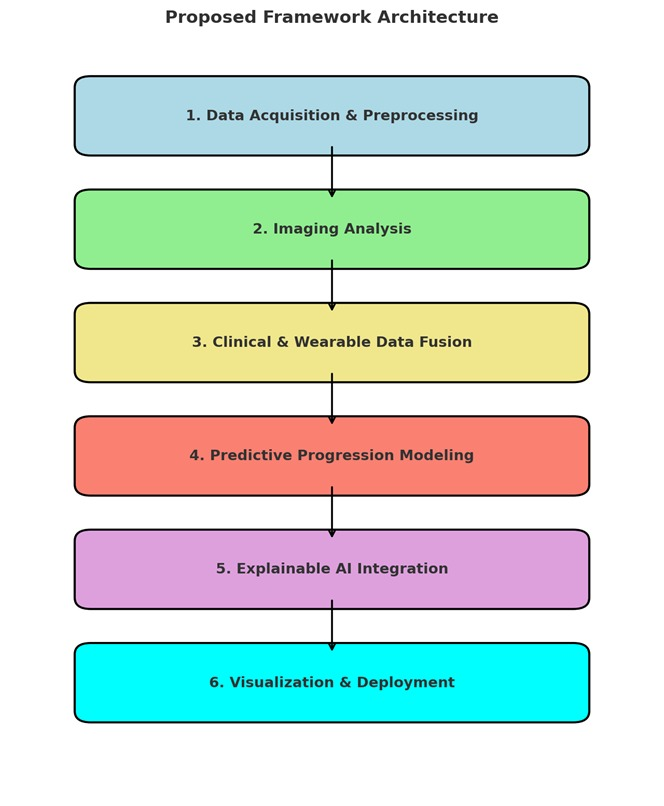 Proposed Framework Architecture
1. Data Acquisition & Preprocessing
2. Imaging Analysis
3. Clinical & Wearable Data Fusion
4. Predictive Progression Modeling
5. Explainable AI Integration
6. Visualization & Deployment